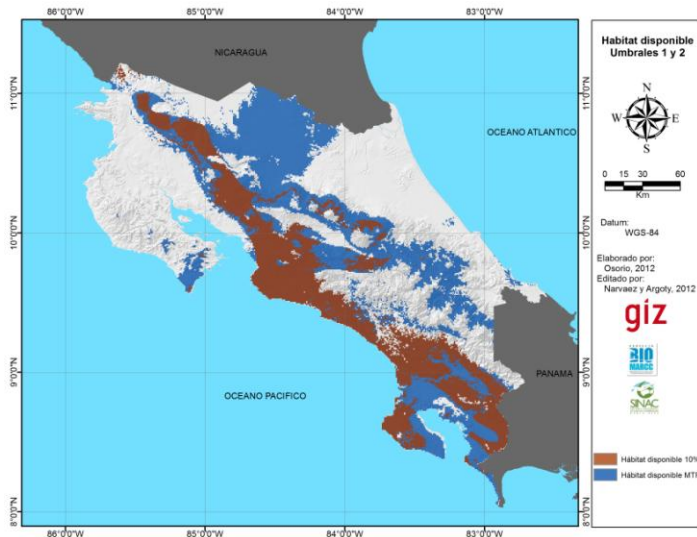 86°0'0"W
85°0'0"W
84°0'0"W
83°0'0"W
NICARAGUA
11°0'0"N
11°0'0"N
OCEANO ATLANTICO
10°0'0"N
10°0'0"N
9°0'0"N
9°0'0"N
PANAMA
OCEANO PACIFICO
8°0'0"N
8°0'0"N
86°0'0"W
85°0'0"W
84°0'0"W
83°0'0"W
Habitat disponible
Umbrales 1 y 2
N
W
E
S
0 15 30 60
Km
Datum:
WGS-84
Elaborado por:
Osorio, 2012
Editado por:
Narvaez y Argoty, 2012
giz
BIO
MARCC
SINAC
Hábitat disponible 10%
Hábitat disponible MTP